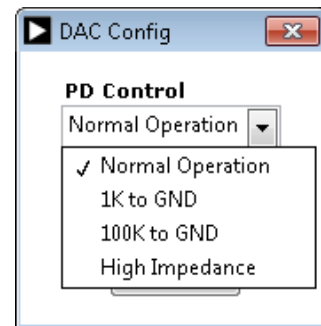 DAC Config
PD Control
Normal Operation
✓ Normal Operation
1K to GND
100K to GND
High Impedance